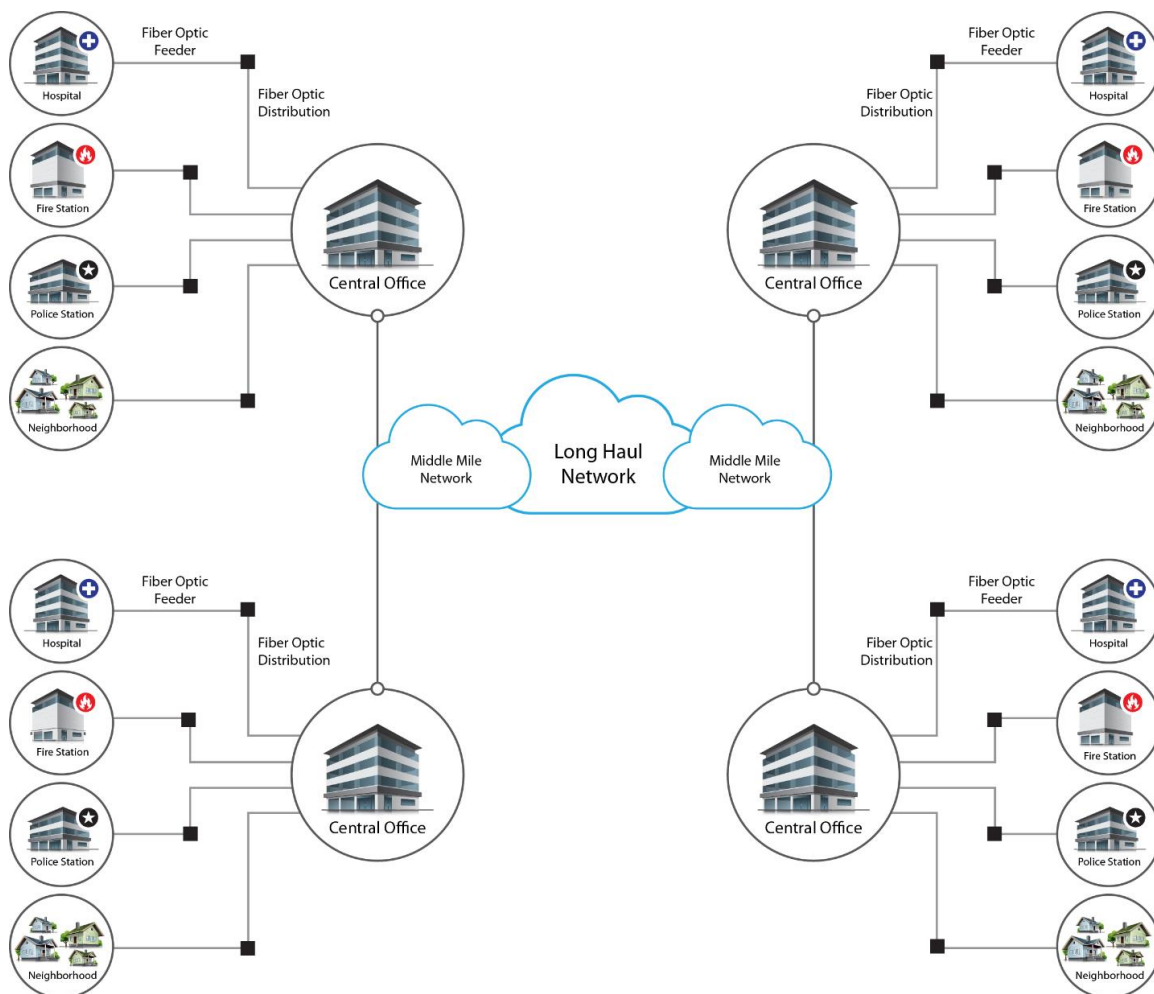 Fiber Optic
Feeder
Hospital
Fiber Optic
Distribution
Fire Station
Police Station
Neighborhood
Central Office
Fiber Optic
Feeder
Hospital
Fiber Optic
Distribution
Fire Station
Police Station
Neighborhood
Central Office
Middle Mile
Network
Long Haul
Network
Middle Mile
Network
Fiber Optic
Feeder
Hospital
Fiber Optic
Distribution
Fire Station
Police Station
Neighborhood
Central Office
Fiber Optic
Feeder
Hospital
Fiber Optic
Distribution
Fire Station
Police Station
Neighborhood
Central Office